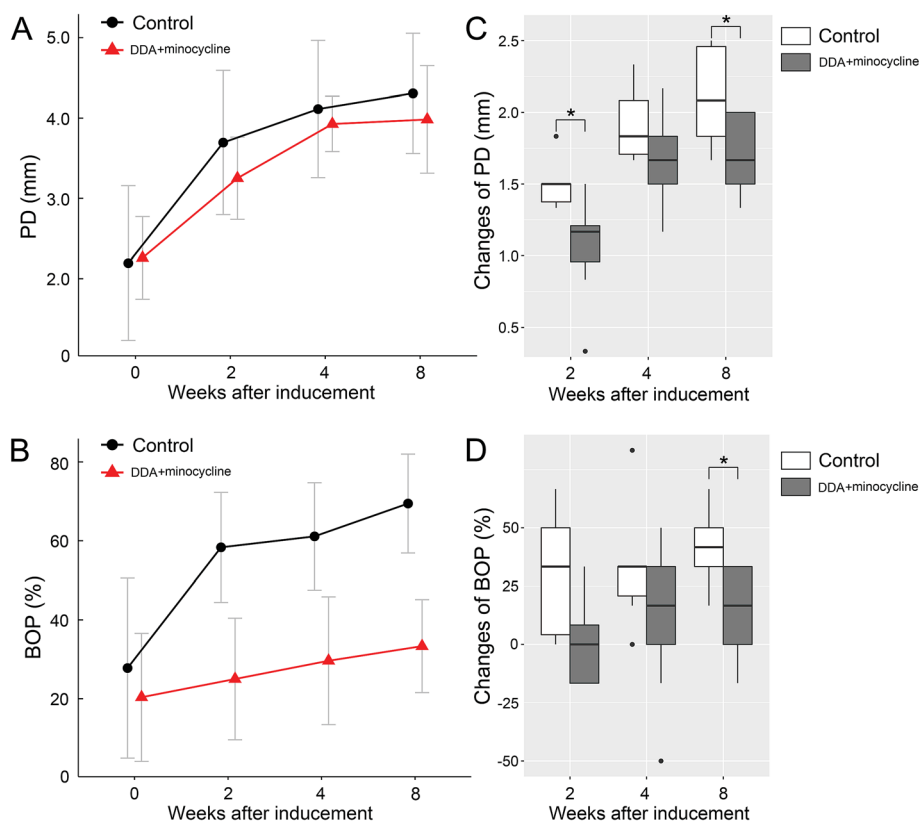 A
Control
DDA+minocycline
5.0
4.0
3.0
2.0
0
PD (mm)
0 2 4 8
Weeks after inducement
C
Control
DDA+minocycline
* * 
2.5
2.0
1.5
1.0
0.5
Changes of PD (mm)
2 4 8
Weeks after inducement
B
Control
DDA+minocycline
80
60
40
20
0
BOP (%)
0 2 4 8
Weeks after inducement
D
Control
DDA+minocycline
*
50
25
0
-25
-50
Changes of BOP (%)
2 4 8
Weeks after inducement